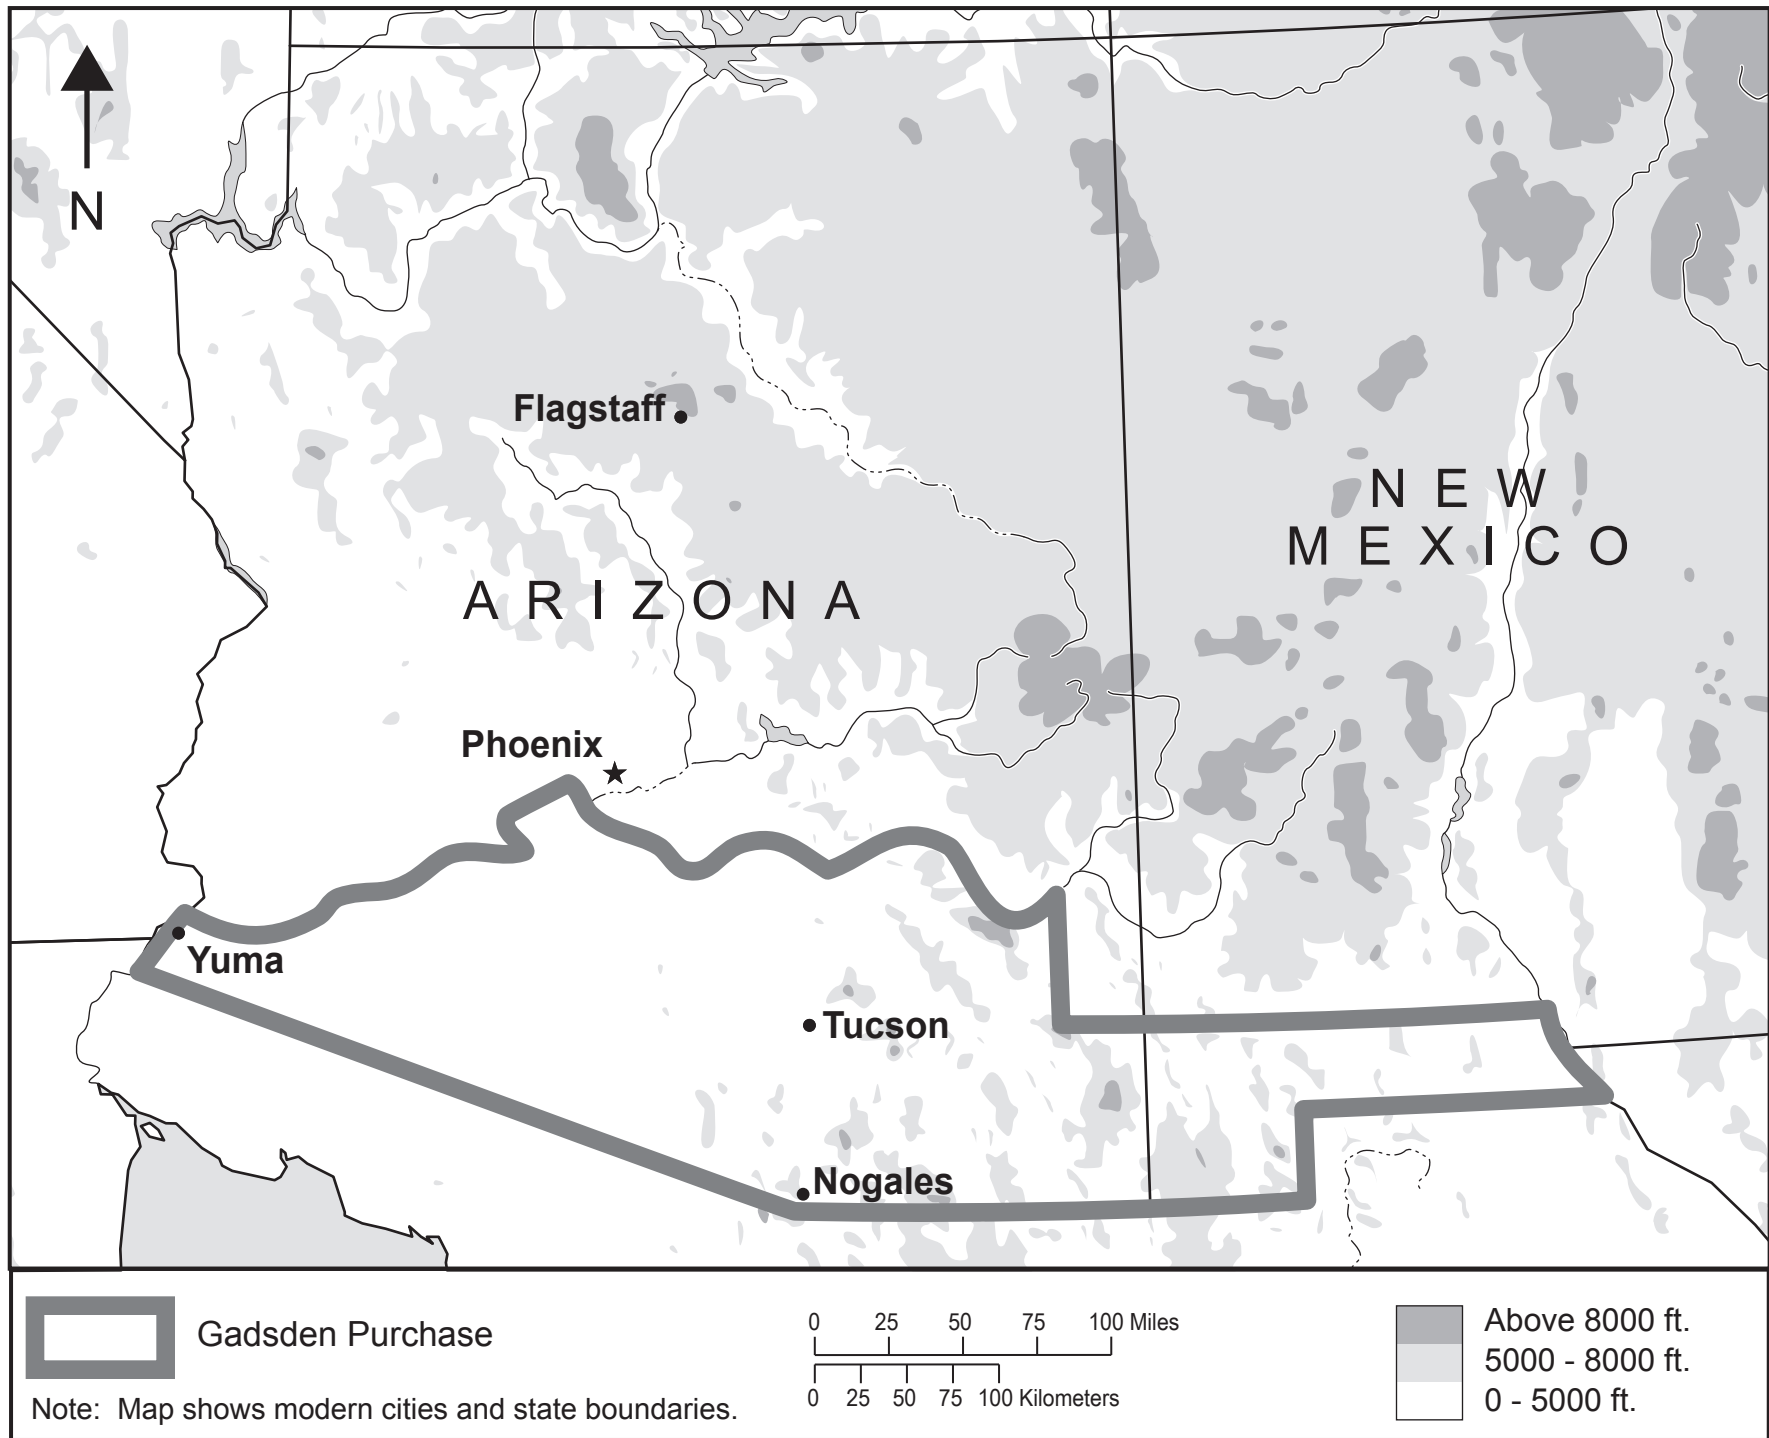 N
Flagstaff
NEW
MEXICO
ARIZONA
Phoenix
Yuma
Tucson
Nogales
Gadsden Purchase
Note: Map shows modern cities and state boundaries.
0 25 50 75 100 Miles
0 25 50 75 100 Kilometers
Above 8000 ft.
5000 - 8000 ft.
0 - 5000 ft.